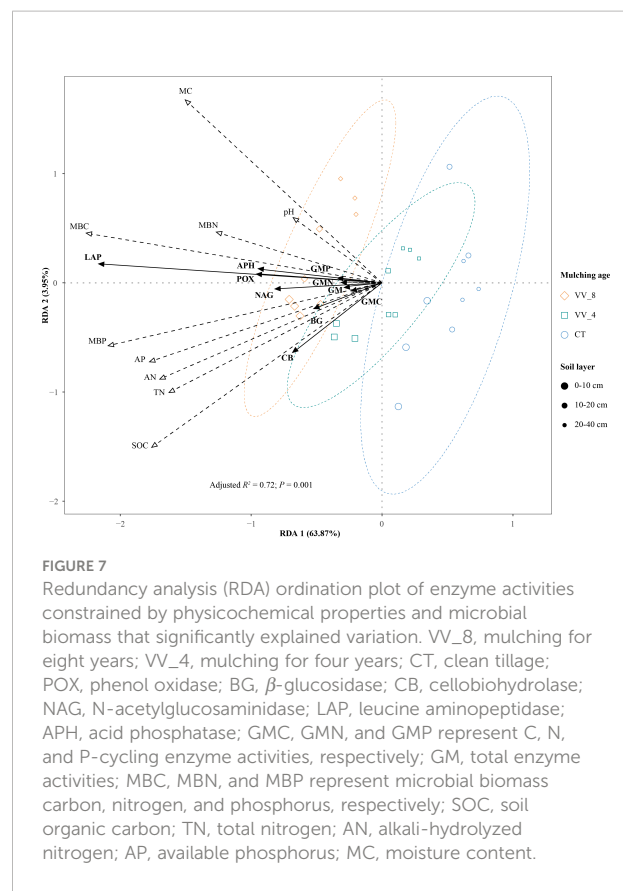 MC
1
MBN
pH
MBC
LAP
APH
GMP
POX
GMN
0
NAG
GM
GMC
BG
MBP
CB
AP
AN
TN
−1
SOC
Adjusted R² = 0.72; P = 0.001
−2
−2
−1
0
1
RDA 1 (63.87%)
RDA 2 (3.95%)
Mulching age
VV_8
VV_4
CT
Soil layer
0-10 cm
10-20 cm
20-40 cm
FIGURE 7
Redundancy analysis (RDA) ordination plot of enzyme activities
constrained by physicochemical properties and microbial
biomass that significantly explained variation. VV_8, mulching for
eight years; VV_4, mulching for four years; CT, clean tillage;
POX, phenol oxidase; BG, β-glucosidase; CB, cellobiohydrolase;
NAG, N-acetylglucosaminidase; LAP, leucine aminopeptidase;
APH, acid phosphatase; GMC, GMN, and GMP represent C, N,
and P-cycling enzyme activities, respectively; GM, total enzyme
activities; MBC, MBN, and MBP represent microbial biomass
carbon, nitrogen, and phosphorus, respectively; SOC, soil
organic carbon; TN, total nitrogen; AN, alkali-hydrolyzed
nitrogen; AP, available phosphorus; MC, moisture content.